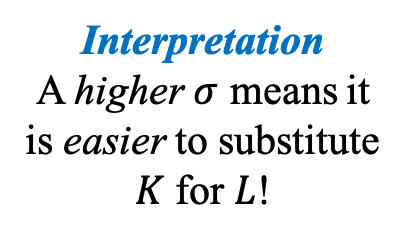 Interpretation
A higher σ means it
is easier to substitute
K for L!